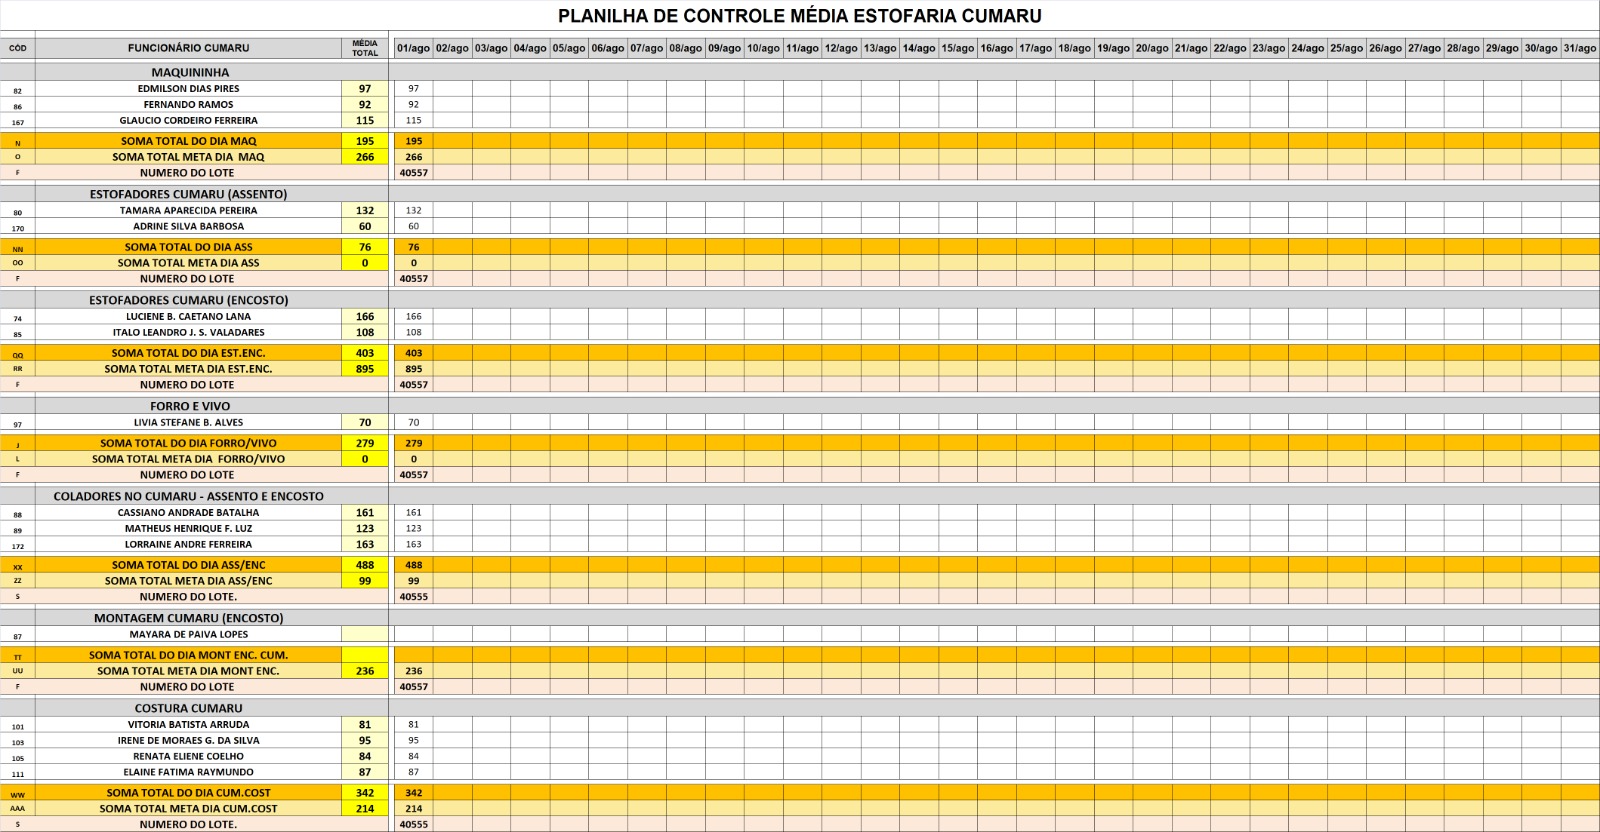 PLANILHA DE CONTROLE MÉDIA ESTOFARIA CUMARU
CÓD FUNCIONÁRIO CUMARU MÉDIA TOTAL 01/ago 02/ago 03/ago 04/ago 05/ago 06/ago 07/ago 08/ago 09/ago 10/ago 11/ago 12/ago 13/ago 14/ago 15/ago 16/ago 17/ago 18/ago 19/ago 20/ago 21/ago 22/ago 23/ago 24/ago 25/ago 26/ago 27/ago 28/ago 29/ago 30/ago 31/ago
MAQUININHA
82 EDMILSON DIAS PIRES 97 97
86 FERNANDO RAMOS 92 92
167 GLAUCIO CORDEIRO FERREIRA 115 115
N SOMA TOTAL DO DIA MAQ 195 195
O SOMA TOTAL META DIA MAQ 266 266
F NUMERO DO LOTE 40557
ESTOFADORES CUMARU (ASSENTO)
80 TAMARA APARECIDA PEREIRA 132 132
170 ADRINE SILVA BARBOSA 60 60
NN SOMA TOTAL DO DIA ASS 76 76
OO SOMA TOTAL META DIA ASS 0 0
F NUMERO DO LOTE 40557
ESTOFADORES CUMARU (ENCOSTO)
74 LUCIENE B. CAETANO LANA 166 166
85 ITALO LEANDRO J. S. VALADARES 108 108
QQ SOMA TOTAL DO DIA EST.ENC. 403 403
RR SOMA TOTAL META DIA EST.ENC. 895 895
F NUMERO DO LOTE 40557
FORRO E VIVO
97 LIVIA STEFANE B. ALVES 70 70
J SOMA TOTAL DO DIA FORRO/VIVO 279 279
L SOMA TOTAL META DIA FORRO/VIVO 0 0
F NUMERO DO LOTE 40557
COLADORES NO CUMARU - ASSENTO E ENCOSTO
88 CASSIANO ANDRADE BATALHA 161 161
89 MATHEUS HENRIQUE F. LUZ 123 123
172 LORRAINE ANDRE FERREIRA 163 163
XX SOMA TOTAL DO DIA ASS/ENC 488 488
ZZ SOMA TOTAL META DIA ASS/ENC 99 99
S NUMERO DO LOTE. 40555
MONTAGEM CUMARU (ENCOSTO)
87 MAYARA DE PAIVA LOPES
TT SOMA TOTAL DO DIA MONT ENC. CUM.
UU SOMA TOTAL META DIA MONT ENC. 236 236
F NUMERO DO LOTE 40557
COSTURA CUMARU
101 VITORIA BATISTA ARRUDA 81 81
103 IRENE DE MORAES G. DA SILVA 95 95
105 RENATA ELIENE COELHO 84 84
111 ELAINE FATIMA RAYMUNDO 87 87
WW SOMA TOTAL DO DIA CUM.COST 342 342
AAA SOMA TOTAL META DIA CUM.COST 214 214
S NUMERO DO LOTE. 40555